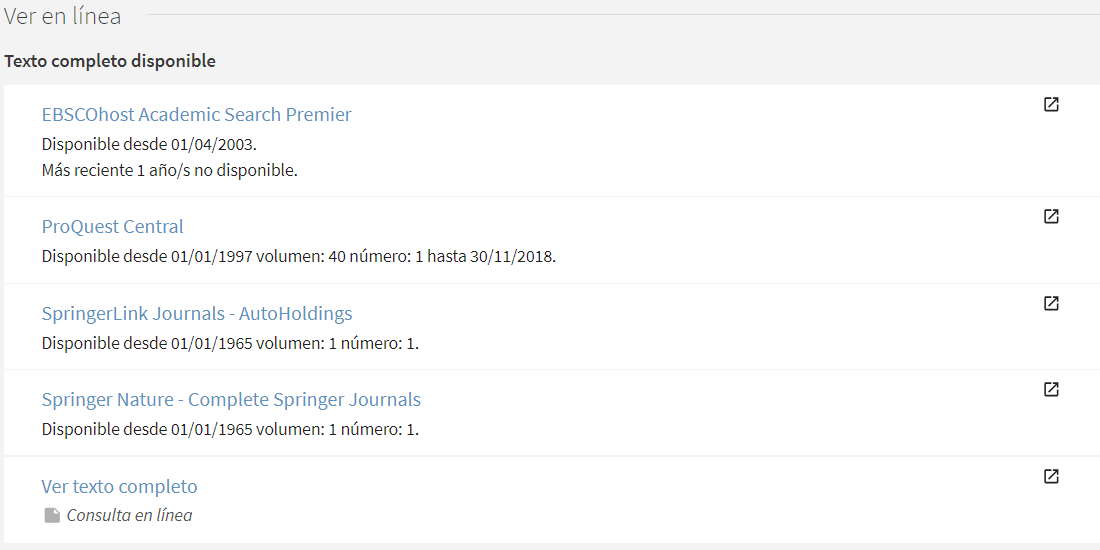 Ver en línea
Texto completo disponible
EBSCOhost Academic Search Premier
Disponible desde 01/04/2003.
Más reciente 1 año/s no disponible.
ProQuest Central
Disponible desde 01/01/1997 volumen: 40 número: 1 hasta 30/11/2018.
SpringerLink Journals - AutoHoldings
Disponible desde 01/01/1965 volumen: 1 número: 1.
Springer Nature - Complete Springer Journals
Disponible desde 01/01/1965 volumen: 1 número: 1.
Ver texto completo
Consulta en línea